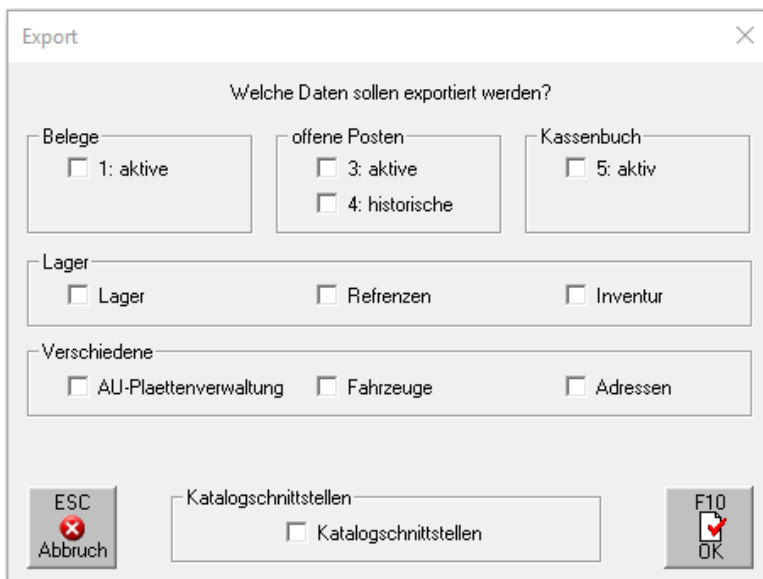 Export
Welche Daten sollen exportiert werden?
Belege
offene Posten
Kassenbuch
1: aktive
3: aktive
5: aktiv
4: historische
Lager
Lager
Refrenzen
Inventur
Verschiedene
AU-Plaettenverwaltung
Fahrzeuge
Adressen
ESC
Abbruch
Katalogschnittstellen
Katalogschnittstellen
F10
OK